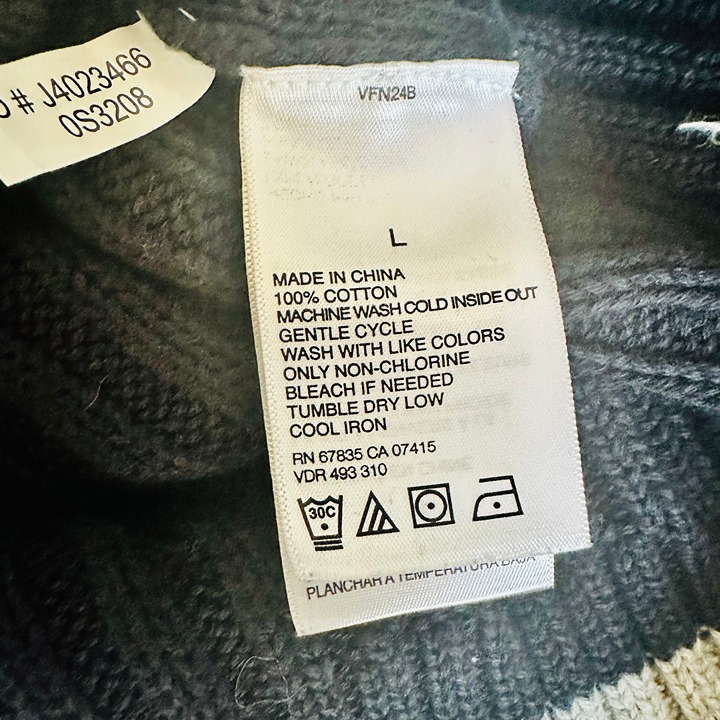 # J4023466
0S3208
VFN24B
L
MADE IN CHINA
100% COTTON
MACHINE WASH COLD INSIDE OUT
GENTLE CYCLE
WASH WITH LIKE COLORS
ONLY NON-CHLORINE
BLEACH IF NEEDED
TUMBLE DRY LOW
COOL IRON
RN 67835 CA 07415
VDR 493 310
30C
PLANCHAR A TEMPERATURA BAJA